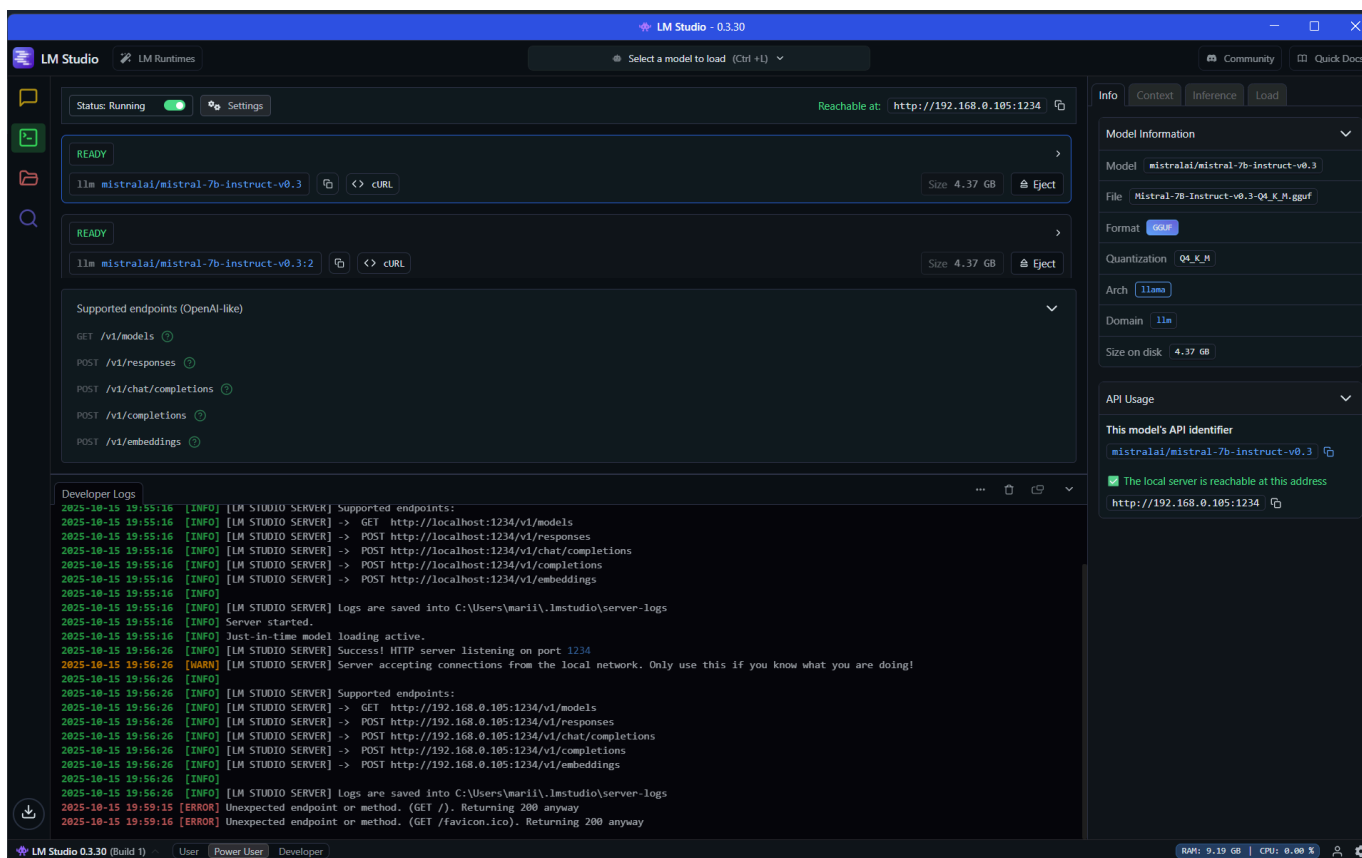 LM Studio - 0.3.30
LM Studio
LM Runtimes
Select a model to load (Ctrl +L)
Community
Quick Docs
Status: Running
Settings
Reachable at: http://192.168.0.105:1234
READY
llm mistralai/mistral-7b-instruct-v0.3
<> cURL
Size 4.37 GB
Eject
READY
llm mistralai/mistral-7b-instruct-v0.3:2
<> cURL
Size 4.37 GB
Eject
Supported endpoints (OpenAI-like)
GET /v1/models
POST /v1/responses
POST /v1/chat/completions
POST /v1/completions
POST /v1/embeddings
Developer Logs
2025-10-15 19:55:16 [INFO] [LM STUDIO SERVER] Supported endpoints:
2025-10-15 19:55:16 [INFO] [LM STUDIO SERVER] -> GET http://localhost:1234/v1/models
2025-10-15 19:55:16 [INFO] [LM STUDIO SERVER] -> POST http://localhost:1234/v1/responses
2025-10-15 19:55:16 [INFO] [LM STUDIO SERVER] -> POST http://localhost:1234/v1/chat/completions
2025-10-15 19:55:16 [INFO] [LM STUDIO SERVER] -> POST http://localhost:1234/v1/completions
2025-10-15 19:55:16 [INFO] [LM STUDIO SERVER] -> POST http://localhost:1234/v1/embeddings
2025-10-15 19:55:16 [INFO]
2025-10-15 19:55:16 [INFO] [LM STUDIO SERVER] Logs are saved into C:\Users\marii\.lmstudio\server-logs
2025-10-15 19:55:16 [INFO] Server started.
2025-10-15 19:55:16 [INFO] Just-in-time model loading active.
2025-10-15 19:56:26 [INFO] [LM STUDIO SERVER] Success! HTTP server listening on port 1234
2025-10-15 19:56:26 [WARN] [LM STUDIO SERVER] Server accepting connections from the local network. Only use this if you know what you are doing!
2025-10-15 19:56:26 [INFO]
2025-10-15 19:56:26 [INFO] [LM STUDIO SERVER] Supported endpoints:
2025-10-15 19:56:26 [INFO] [LM STUDIO SERVER] -> GET http://192.168.0.105:1234/v1/models
2025-10-15 19:56:26 [INFO] [LM STUDIO SERVER] -> POST http://192.168.0.105:1234/v1/responses
2025-10-15 19:56:26 [INFO] [LM STUDIO SERVER] -> POST http://192.168.0.105:1234/v1/chat/completions
2025-10-15 19:56:26 [INFO] [LM STUDIO SERVER] -> POST http://192.168.0.105:1234/v1/completions
2025-10-15 19:56:26 [INFO] [LM STUDIO SERVER] -> POST http://192.168.0.105:1234/v1/embeddings
2025-10-15 19:56:26 [INFO]
2025-10-15 19:56:26 [INFO] [LM STUDIO SERVER] Logs are saved into C:\Users\marii\.lmstudio\server-logs
2025-10-15 19:59:15 [ERROR] Unexpected endpoint or method. (GET /). Returning 200 anyway
2025-10-15 19:59:16 [ERROR] Unexpected endpoint or method. (GET /favicon.ico). Returning 200 anyway
Info
Context
Inference
Load
Model Information
Model mistralai/mistral-7b-instruct-v0.3
File Mistral-7B-Instruct-v0.3-Q4_K_M.gguf
Format GGUF
Quantization Q4_K_M
Arch llama
Domain llm
Size on disk 4.37 GB
API Usage
This model's API identifier
mistralai/mistral-7b-instruct-v0.3
The local server is reachable at this address
http://192.168.0.105:1234
LM Studio 0.3.30 (Build 1)
User
Power User
Developer
RAM: 9.19 GB | CPU: 0.00 %